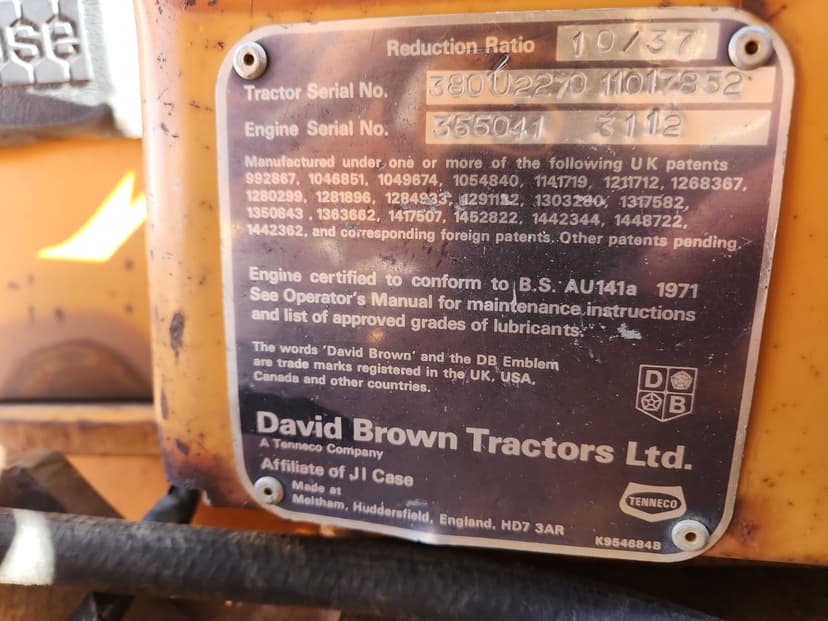 ase
Reduction Ratio 10/37
Tractor Serial No. 380U2270 11017852
Engine Serial No. 355041 3112
Manufactured under one or more of the following UK patents
992867, 1046851, 1049674, 1054840, 1141719, 1211712, 1268367,
1280299, 1281896, 1284933, 1291132, 1303290, 1317582,
1350843, 1363662, 1417507, 1452822, 1442344, 1448722,
1442362, and corresponding foreign patents. Other patents pending.
Engine certified to conform to B.S. AU141a 1971
See Operator's Manual for maintenance instructions
and list of approved grades of lubricants.
The words 'David Brown' and the DB Emblem
are trade marks registered in the UK, USA,
Canada and other countries.
D B
David Brown Tractors Ltd.
A Tenneco Company
Affiliate of JI Case
Made at
Meltham, Huddersfield, England, HD7 3AR
TENNECO
K954684B